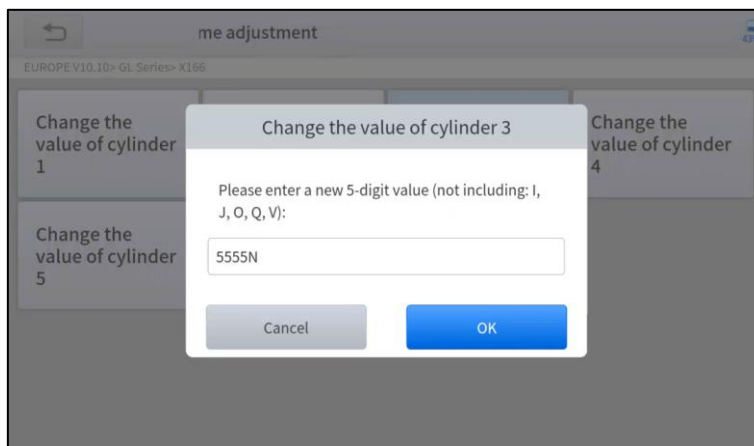 me adjustment
43
EUROPE V10.10> GL Series> X166
Change the
value of cylinder
1
Change the value of cylinder 3
Change the
value of cylinder
4
Please enter a new 5-digit value (not including: I,
J, O, Q, V):
Change the
value of cylinder
5
5555N
Cancel
OK